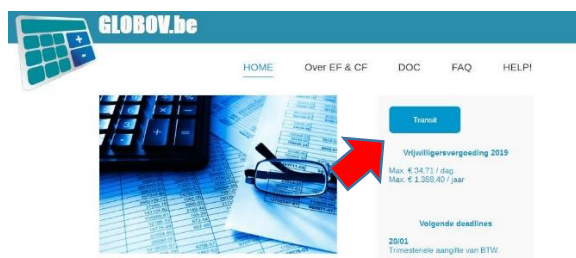 GLOBOV.be
HOME Over EF & CF DOC FAQ HELP!
Transit
Vrijwilligersvergoeding 2019
Max. € 34,71 / dag
Max. € 1.388,40 / jaar
Volgende deadlines
20/01
Trimesteriele aangifte van BTW.